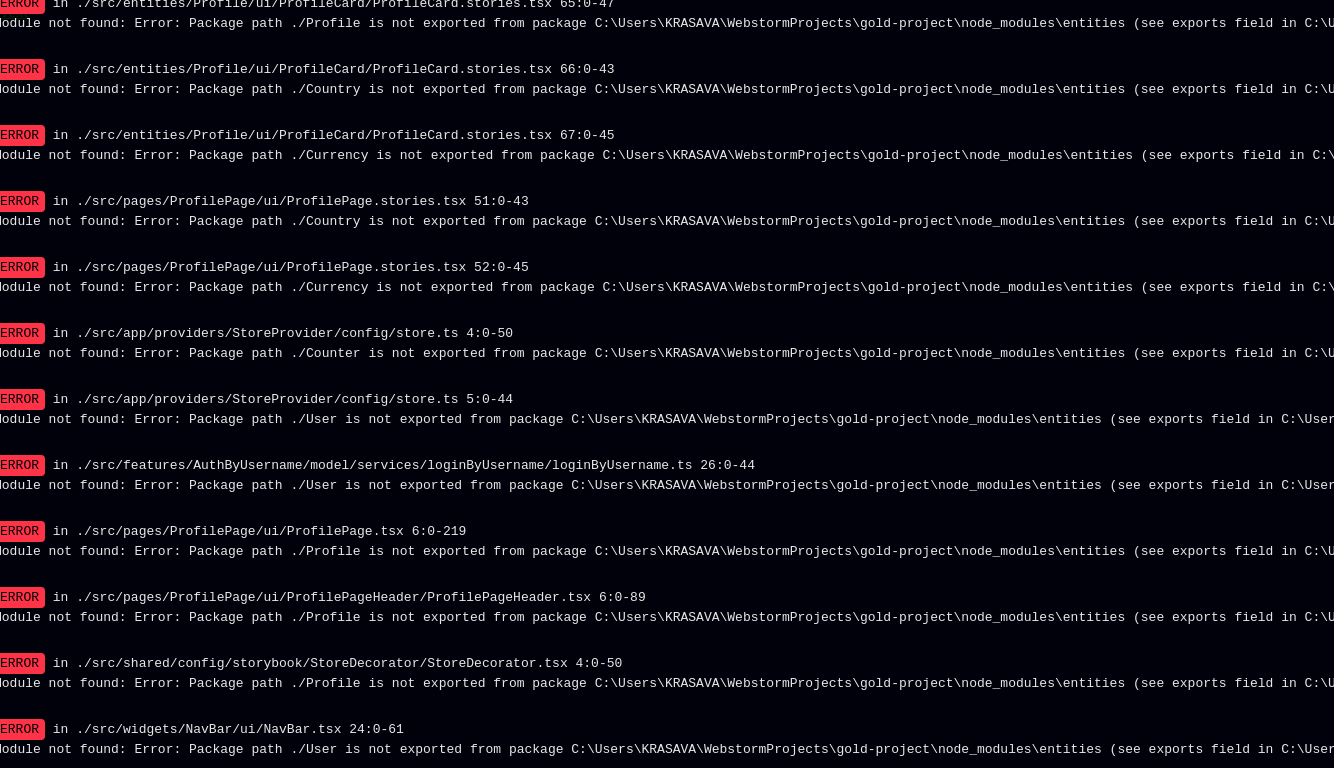 ERROR in ./src/entities/Profile/ui/ProfileCard/ProfileCard.stories.tsx 65:0-47
Module not found: Error: Package path ./Profile is not exported from package C:\Users\KRASAVA\WebstormProjects\gold-project\node_modules\entities (see exports field in C:\U
ERROR in ./src/entities/Profile/ui/ProfileCard/ProfileCard.stories.tsx 66:0-43
Module not found: Error: Package path ./Country is not exported from package C:\Users\KRASAVA\WebstormProjects\gold-project\node_modules\entities (see exports field in C:\U
ERROR in ./src/entities/Profile/ui/ProfileCard/ProfileCard.stories.tsx 67:0-45
Module not found: Error: Package path ./Currency is not exported from package C:\Users\KRASAVA\WebstormProjects\gold-project\node_modules\entities (see exports field in C:\
ERROR in ./src/pages/ProfilePage/ui/ProfilePage.stories.tsx 51:0-43
Module not found: Error: Package path ./Country is not exported from package C:\Users\KRASAVA\WebstormProjects\gold-project\node_modules\entities (see exports field in C:\U
ERROR in ./src/pages/ProfilePage/ui/ProfilePage.stories.tsx 52:0-45
Module not found: Error: Package path ./Currency is not exported from package C:\Users\KRASAVA\WebstormProjects\gold-project\node_modules\entities (see exports field in C:\
ERROR in ./src/app/providers/StoreProvider/config/store.ts 4:0-50
Module not found: Error: Package path ./Counter is not exported from package C:\Users\KRASAVA\WebstormProjects\gold-project\node_modules\entities (see exports field in C:\U
ERROR in ./src/app/providers/StoreProvider/config/store.ts 5:0-44
Module not found: Error: Package path ./User is not exported from package C:\Users\KRASAVA\WebstormProjects\gold-project\node_modules\entities (see exports field in C:\User
ERROR in ./src/features/AuthByUsername/model/services/loginByUsername/loginByUsername.ts 26:0-44
Module not found: Error: Package path ./User is not exported from package C:\Users\KRASAVA\WebstormProjects\gold-project\node_modules\entities (see exports field in C:\User
ERROR in ./src/pages/ProfilePage/ui/ProfilePage.tsx 6:0-219
Module not found: Error: Package path ./Profile is not exported from package C:\Users\KRASAVA\WebstormProjects\gold-project\node_modules\entities (see exports field in C:\U
ERROR in ./src/pages/ProfilePage/ui/ProfilePageHeader/ProfilePageHeader.tsx 6:0-89
Module not found: Error: Package path ./Profile is not exported from package C:\Users\KRASAVA\WebstormProjects\gold-project\node_modules\entities (see exports field in C:\U
ERROR in ./src/shared/config/storybook/StoreDecorator/StoreDecorator.tsx 4:0-50
Module not found: Error: Package path ./Profile is not exported from package C:\Users\KRASAVA\WebstormProjects\gold-project\node_modules\entities (see exports field in C:\U
ERROR in ./src/widgets/NavBar/ui/NavBar.tsx 24:0-61
Module not found: Error: Package path ./User is not exported from package C:\Users\KRASAVA\WebstormProjects\gold-project\node_modules\entities (see exports field in C:\User